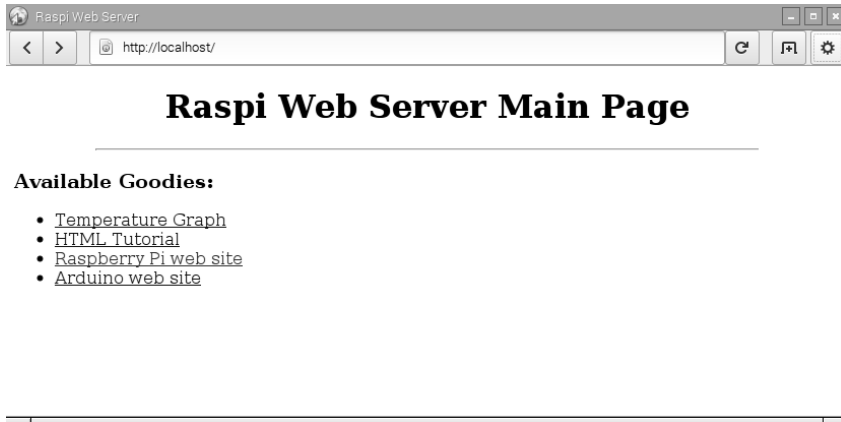 Raspi Web Server
http://localhost/
Raspi Web Server Main Page
Available Goodies:
Temperature Graph
HTML Tutorial
Raspberry Pi web site
Arduino web site